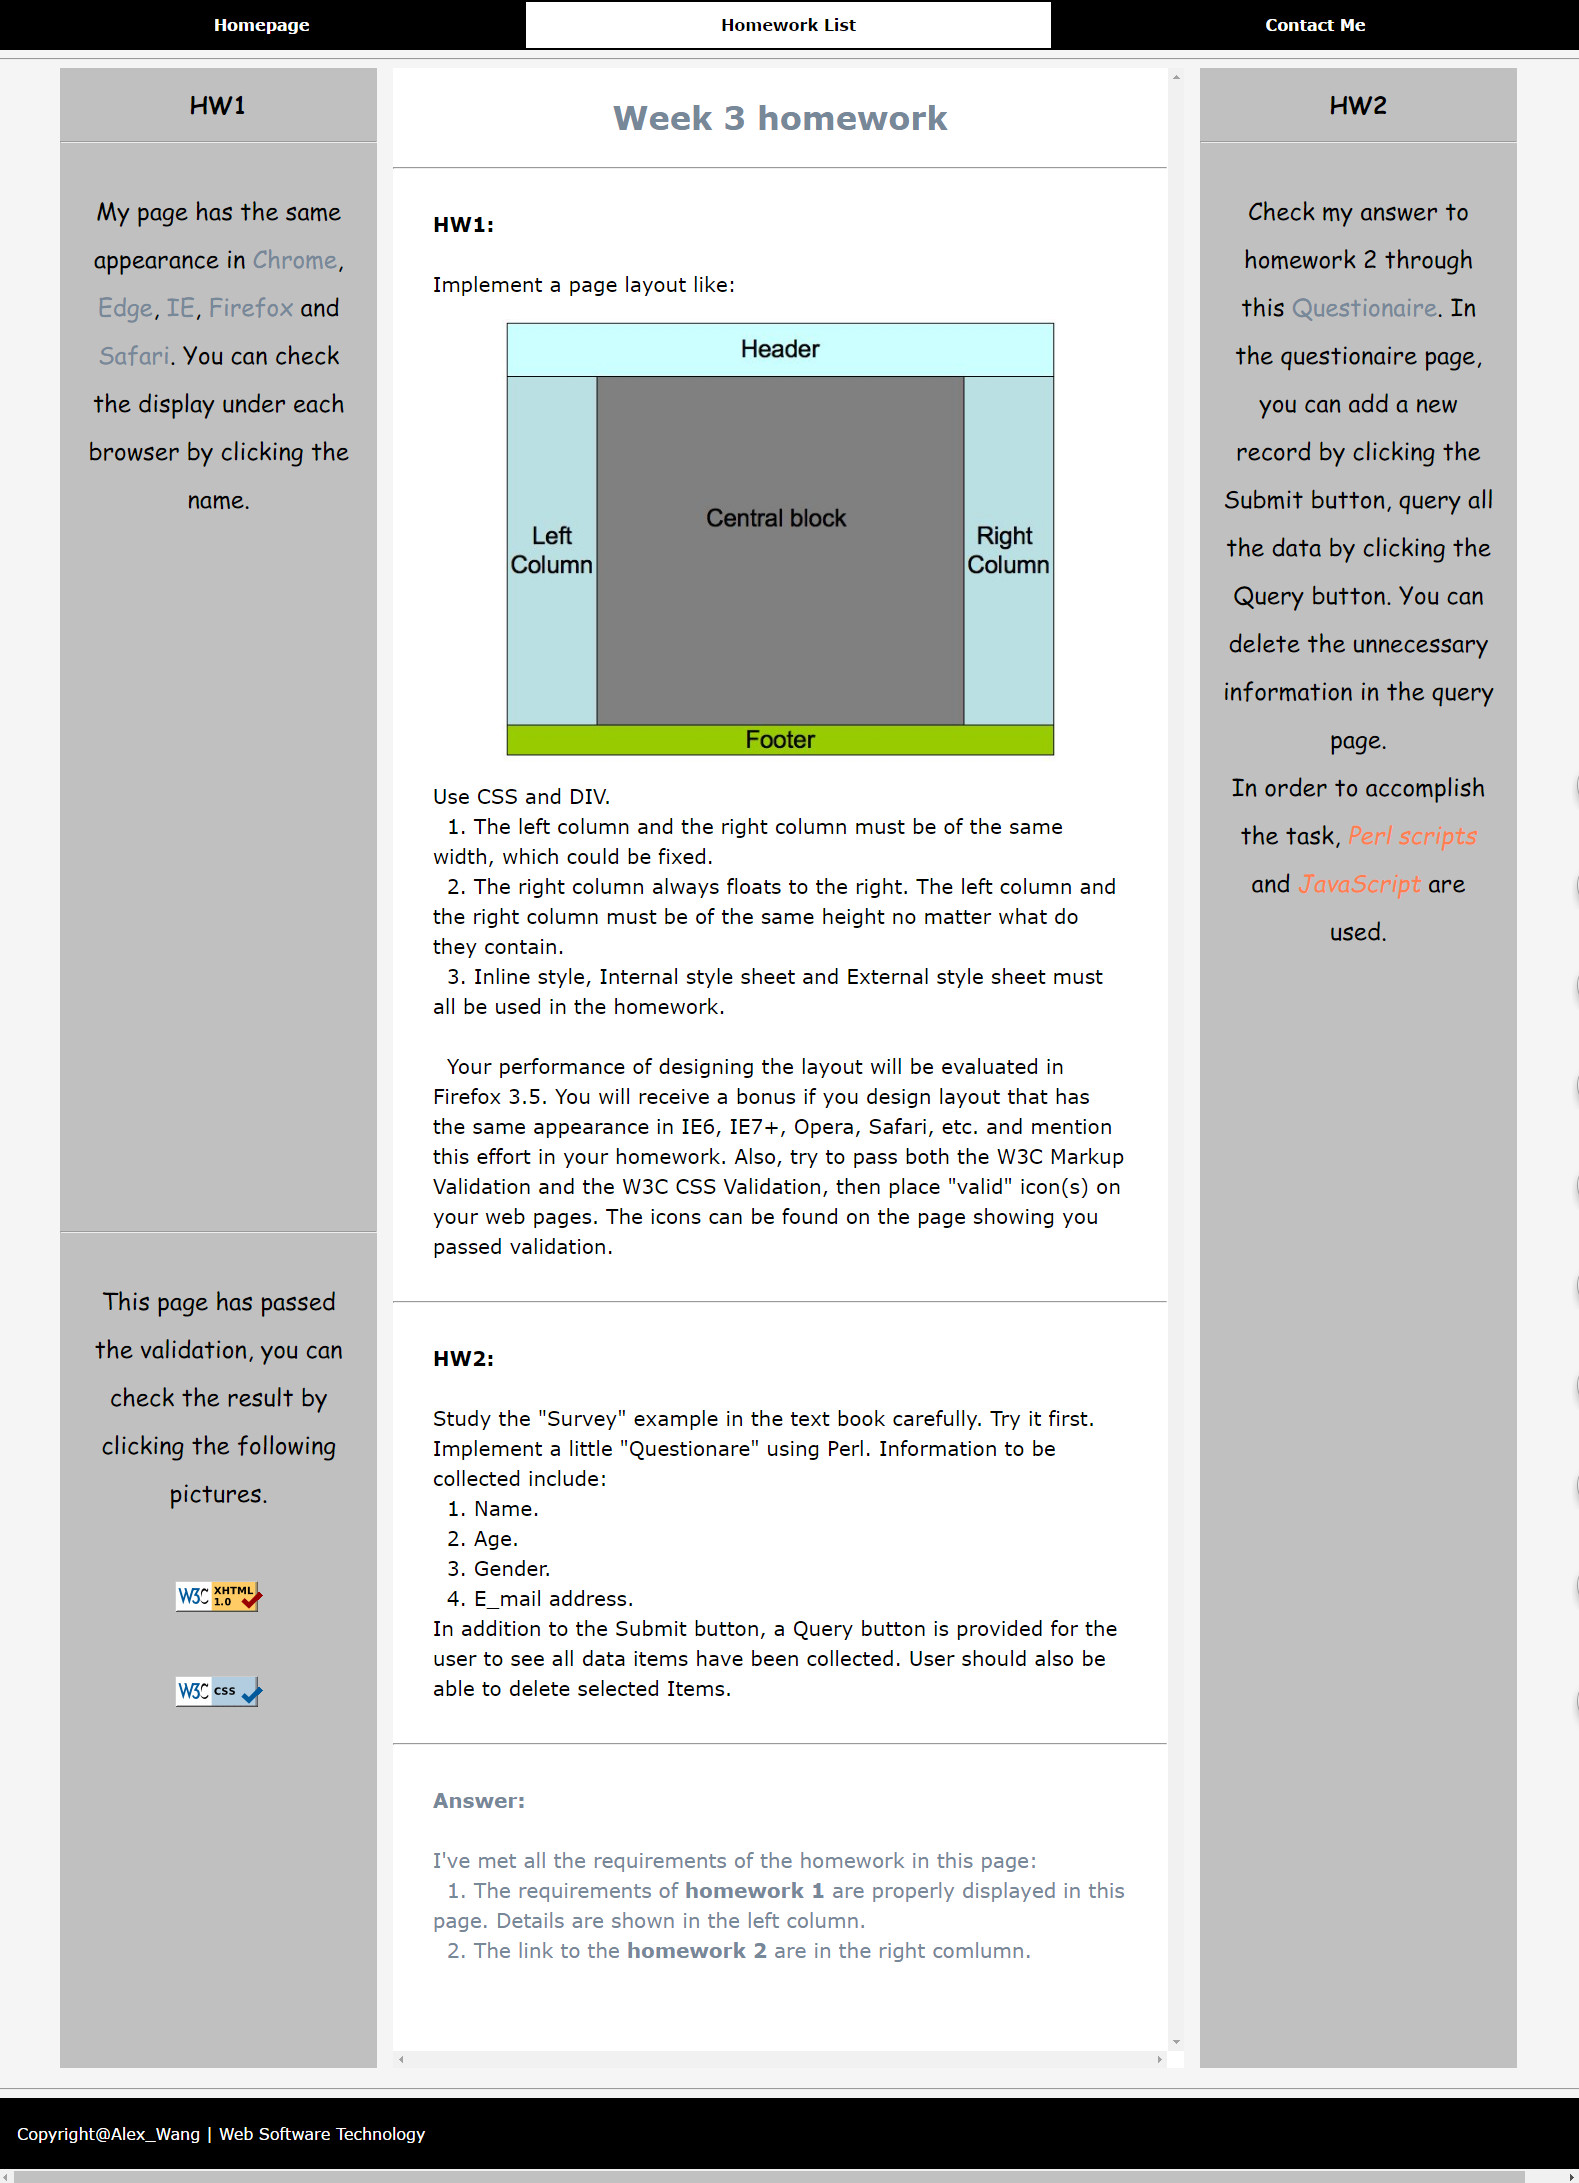 Homepage
Homework List
Contact Me
HW1
My page has the same
appearance in Chrome,
Edge, IE, Firefox and
Safari. You can check
the display under each
browser by clicking the
name.
This page has passed
the validation, you can
check the result by
clicking the following
pictures.
W3C XHTML
1.0
W3C css
Week 3 homework
HW1:
Implement a page layout like:
Header
Left
Column
Central block
Right
Column
Footer
Use CSS and DIV.
1. The left column and the right column must be of the same
width, which could be fixed.
2. The right column always floats to the right. The left column and
the right column must be of the same height no matter what do
they contain.
3. Inline style, Internal style sheet and External style sheet must
all be used in the homework.
Your performance of designing the layout will be evaluated in
Firefox 3.5. You will receive a bonus if you design layout that has
the same appearance in IE6, IE7+, Opera, Safari, etc. and mention
this effort in your homework. Also, try to pass both the W3C Markup
Validation and the W3C CSS Validation, then place "valid" icon(s) on
your web pages. The icons can be found on the page showing you
passed validation.
HW2:
Study the "Survey" example in the text book carefully. Try it first.
Implement a little "Questionare" using Perl. Information to be
collected include:
1. Name.
2. Age.
3. Gender.
4. E_mail address.
In addition to the Submit button, a Query button is provided for the
user to see all data items have been collected. User should also be
able to delete selected Items.
Answer:
I've met all the requirements of the homework in this page:
1. The requirements of homework 1 are properly displayed in this
page. Details are shown in the left column.
2. The link to the homework 2 are in the right comlumn.
HW2
Check my answer to
homework 2 through
this Questionaire. In
the questionaire page,
you can add a new
record by clicking the
Submit button, query all
the data by clicking the
Query button. You can
delete the unnecessary
information in the query
page.
In order to accomplish
the task, Perl scripts
and JavaScript are
used.
Copyright@Alex_Wang | Web Software Technology